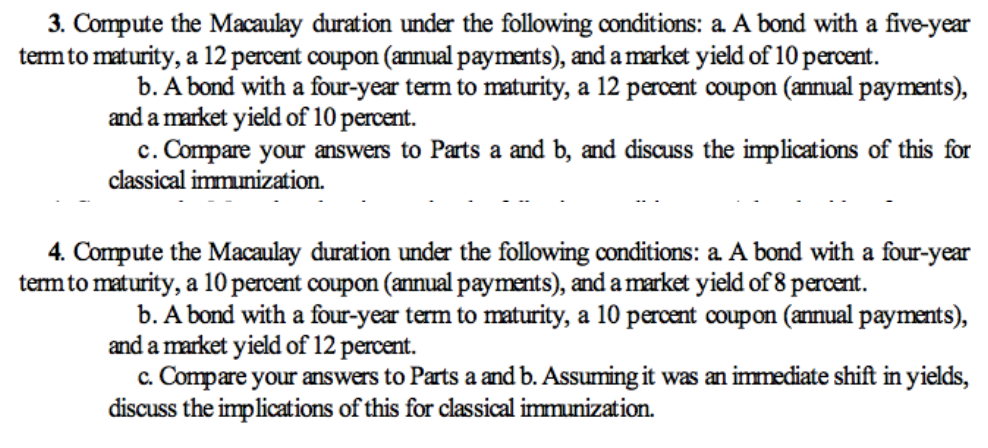 3. Compute the Macaulay duration under the following conditions: a. A bond with a five-year
term to maturity, a 12 percent coupon (annual payments), and a market yield of 10 percent.
b. A bond with a four-year term to maturity, a 12 percent coupon (annual payments),
and a market yield of 10 percent.
c. Compare your answers to Parts a and b, and discuss the implications of this for
classical immunization.
4. Compute the Macaulay duration under the following conditions: a. A bond with a four-year
term to maturity, a 10 percent coupon (annual payments), and a market yield of 8 percent.
b. A bond with a four-year term to maturity, a 10 percent coupon (annual payments),
and a market yield of 12 percent.
c. Compare your answers to Parts a and b. Assuming it was an immediate shift in yields,
discuss the implications of this for classical immunization.